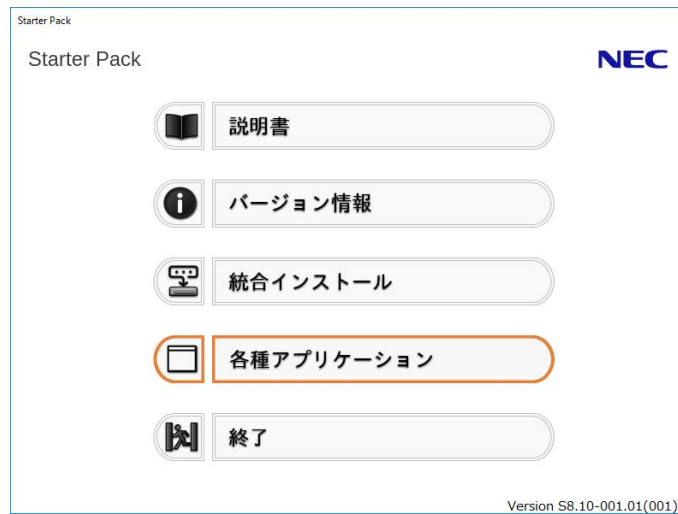 Starter Pack
Starter Pack
NEC
説明書
バージョン情報
統合インストール
各種アプリケーション
終了
Version S8.10-001.01(001)